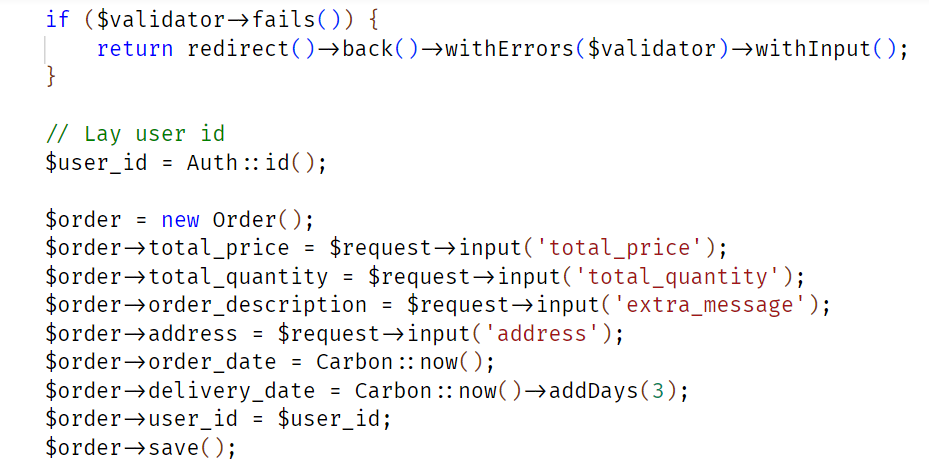 if ($validator->fails()) {
    return redirect()->back()->withErrors($validator)->withInput();
}
// Lay user id
$user_id = Auth::id();
$order = new Order();
$order->total_price = $request->input('total_price');
$order->total_quantity = $request->input('total_quantity');
$order->order_description = $request->input('extra_message');
$order->address = $request->input('address');
$order->order_date = Carbon::now();
$order->delivery_date = Carbon::now()->addDays(3);
$order->user_id = $user_id;
$order->save();